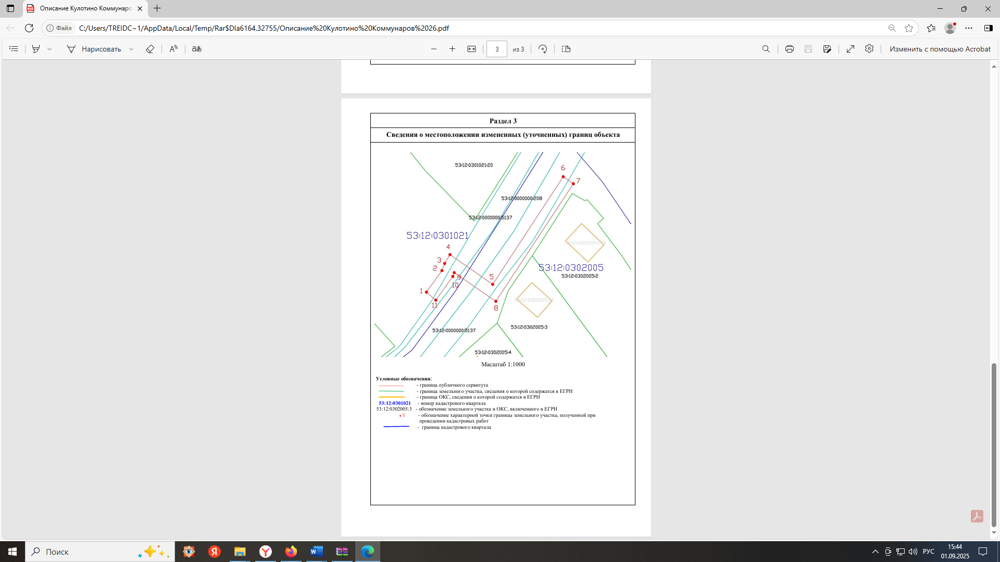 Описание Кулотино Коммунаро
Файл
C:/Users/TREIDC~1/AppData/Local/Temp/Rar$DIa6164.32755/Описание%20Кулотино%20Коммунаров%2026.pdf
Нарисовать
аあ
3
из 3
Изменить с помощью Acrobat
Раздел 3
Сведения о местоположении измененных (уточненных) границ объекта
53:12:0301021:20
6
7
53:12:0000000:208
53:12:0000000:5137
53:12:0301021
4
3
2
5
9
10
1
11
8
53:12:0302005
53:12:0302005:2
53:12:0000000:5137
53:12:0302005:3
53:12:0302005:4
Масштаб 1:1000
Условные обозначения:
- граница публичного сервитута
- граница земельного участка, сведения о которой содержатся в ЕГРН
- граница ОКС, сведения о которой содержатся в ЕГРН
53:12:0301021 - номер кадастрового квартала
53:12:0302005:3 - обозначение земельного участка и ОКС, включенного в ЕГРН
1 - обозначение характерной точки границы земельного участка, полученной при
проведении кадастровых работ
- граница кадастрового квартала
Поиск
РУС
15:44
01.09.2025